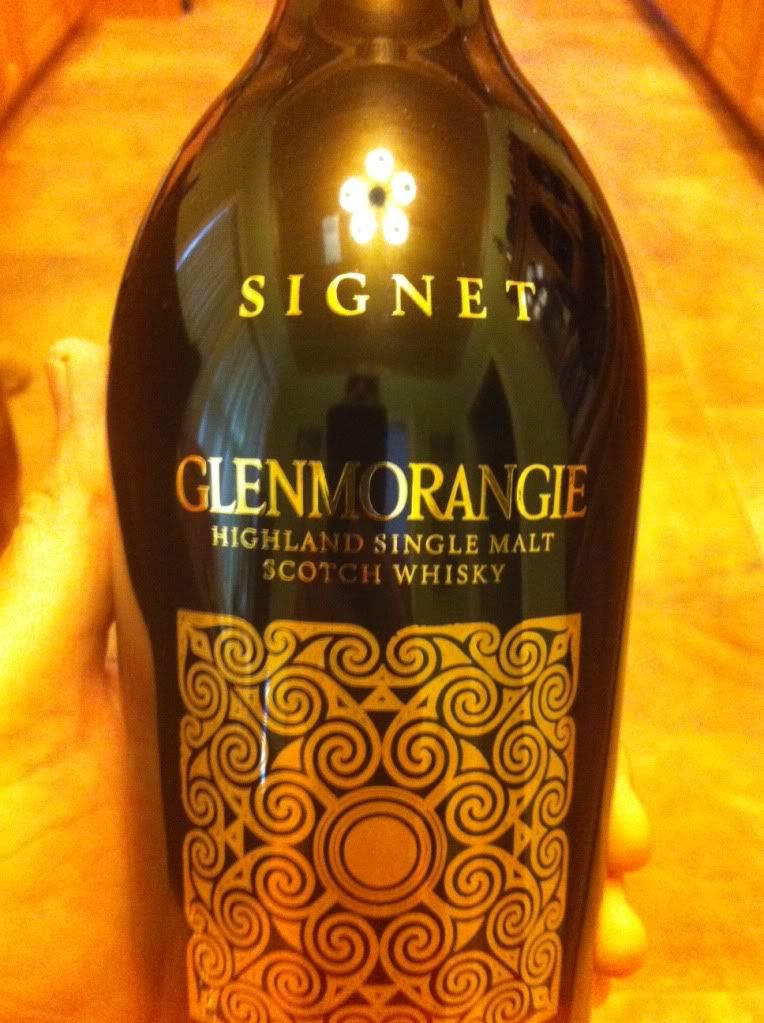 SIGNET
GLENMORANGIE
HIGHLAND SINGLE MALT
SCOTCH WHISKY